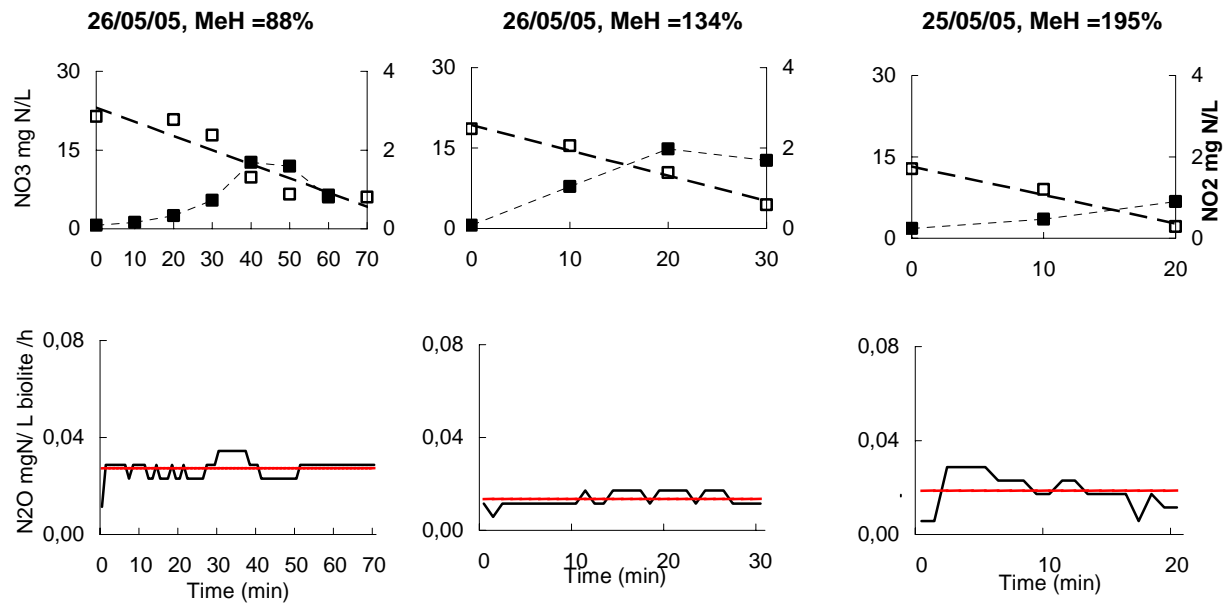 26/05/05, MeH =88%
26/05/05, MeH =134%
25/05/05, MeH =195%
NO3 mg N/L
30
15
0
4
2
0
0 10 20 30 40 50 60 70
30
15
0
4
2
0
0 10 20 30
30
15
0
4
2
0
0 10 20
NO2 mg N/L
N2O mgN/ L biolite /h
0,08
0,04
0,00
0 10 20 30 40 50 60 70
Time (min)
0,08
0,04
0,00
0 10 20 30
Time (min)
0,08
0,04
0,00
0 10 20
Time (min)